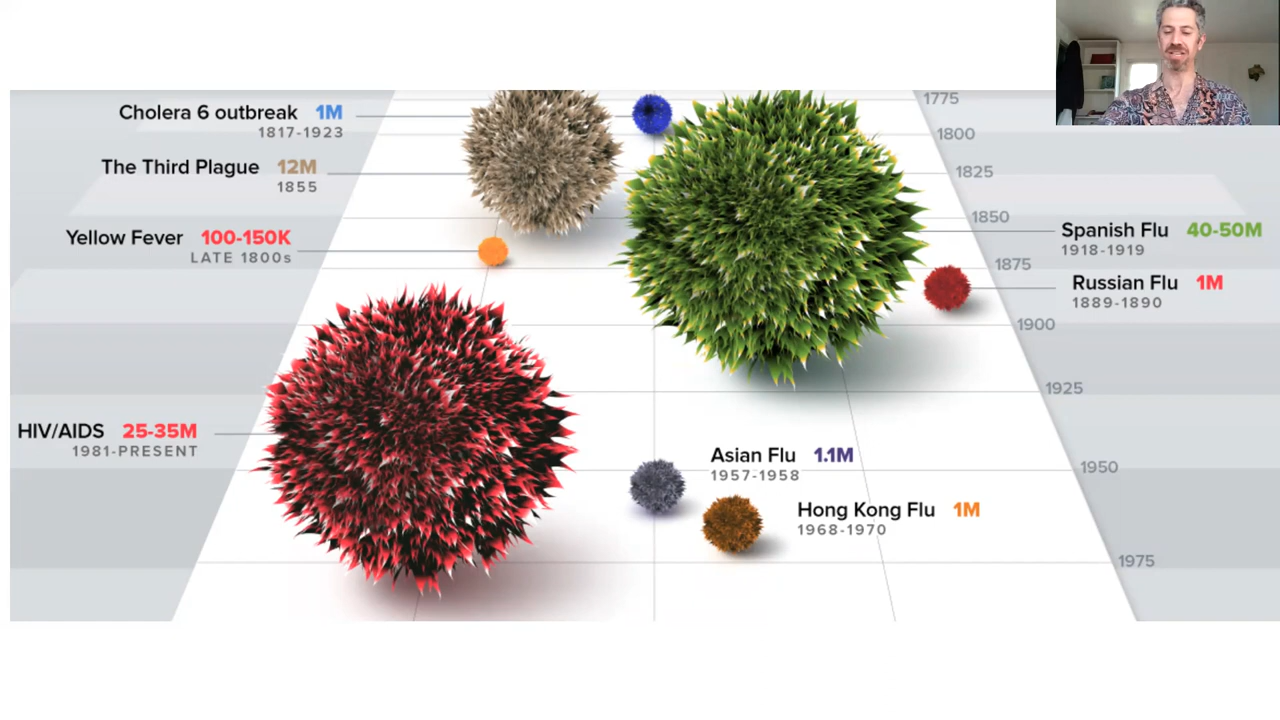 Cholera 6 outbreak 1M
1817-1923
The Third Plague 12M
1855
Yellow Fever 100-150K
LATE 1800s
HIV/AIDS 25-35M
1981-PRESENT
1775
1800
1825
1850
1875
1900
1925
1950
1975
Spanish Flu 40-50M
1918-1919
Russian Flu 1M
1889-1890
Asian Flu 1.1M
1957-1958
Hong Kong Flu 1M
1968-1970